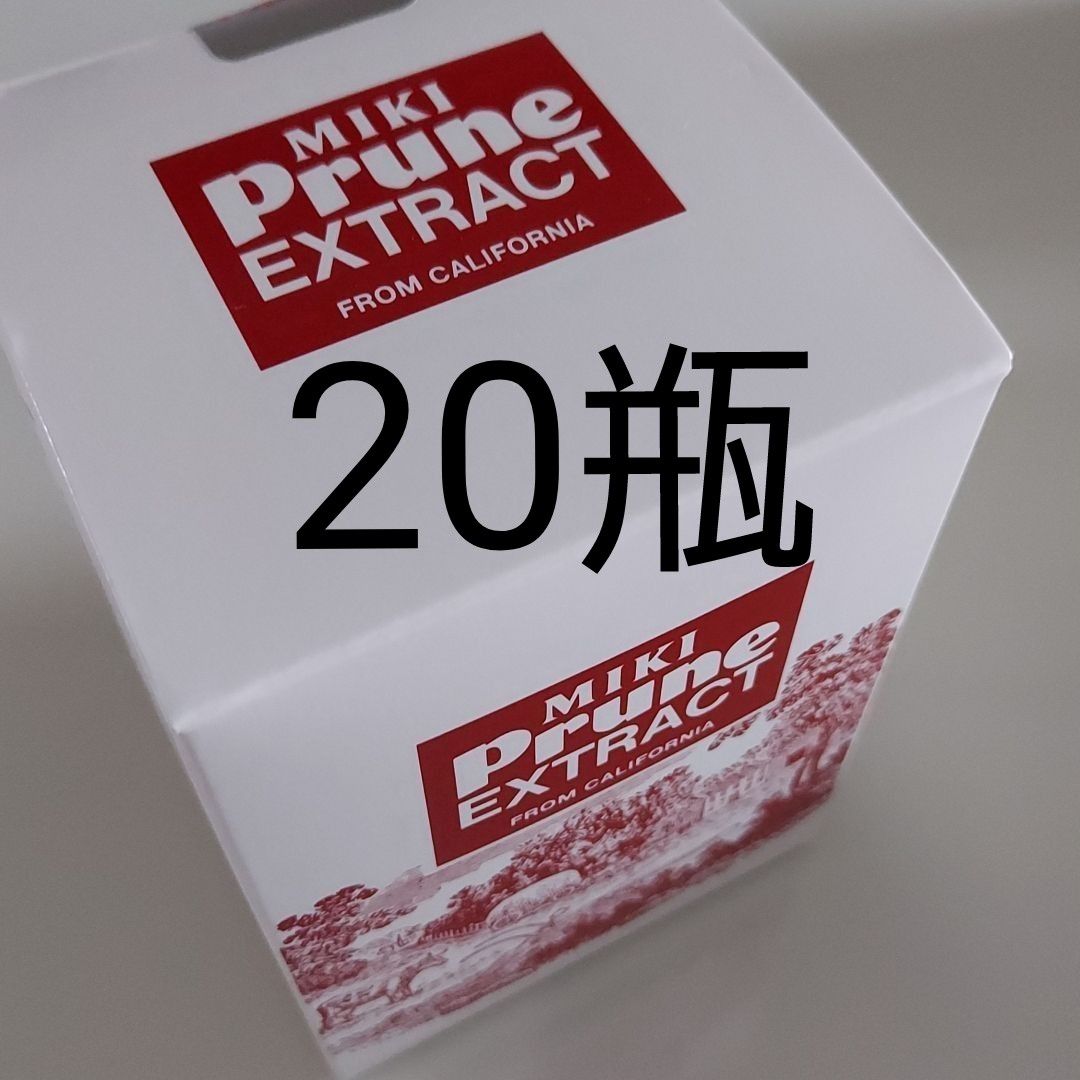 MIKI
Prune
EXTRACT
FROM CALIFORNIA
20瓶
MIKI
Prune
EXTRACT
FROM CALIFORNIA